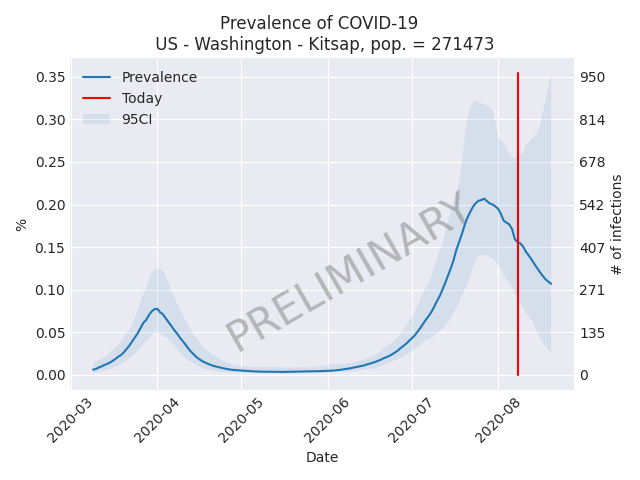 Prevalence of COVID-19
US - Washington - Kitsap, pop. = 271473
Prevalence
Today
95CI
0.35
0.30
0.25
0.20
0.15
0.10
0.05
0.00
%
950
814
678
542
407
271
135
0
# of infections
PRELIMINARY
2020-03
2020-04
2020-05
2020-06
2020-07
2020-08
Date